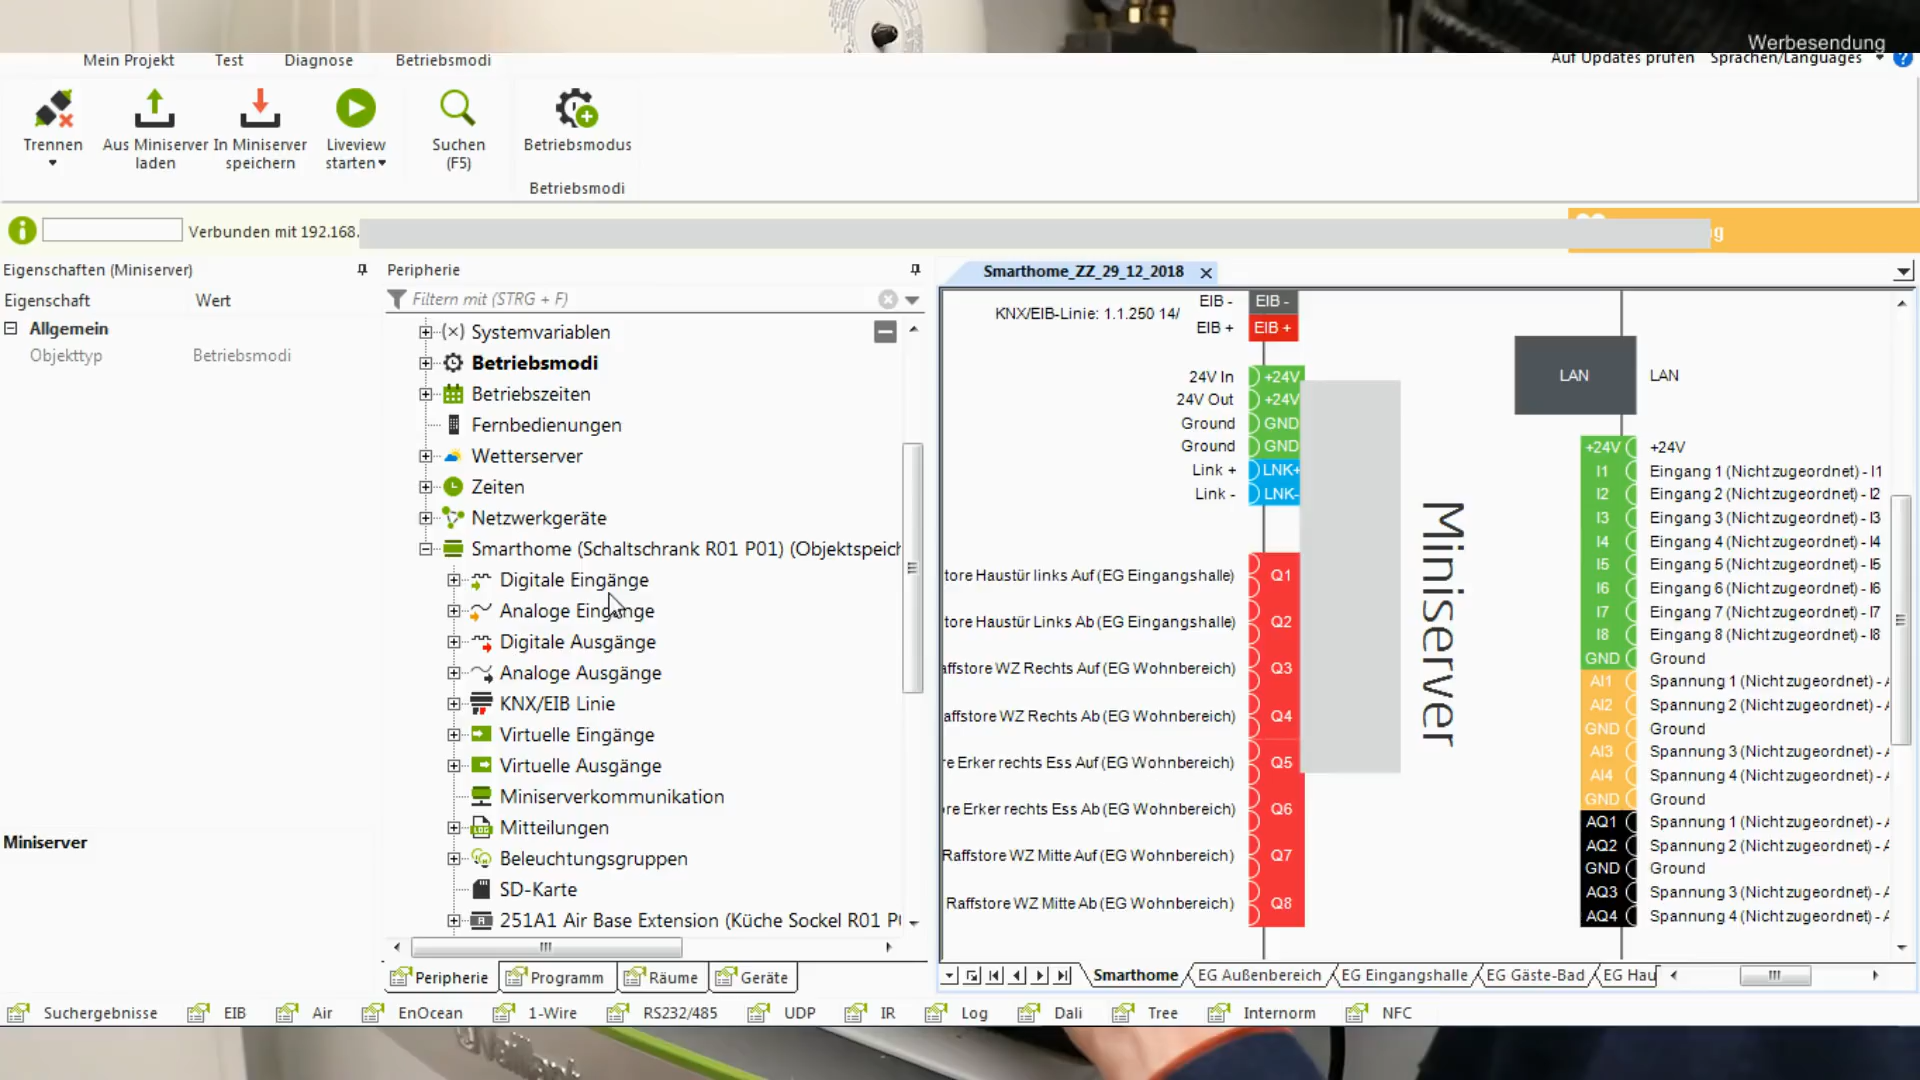 Werbesendung
Mein Projekt Test Diagnose Betriebsmodi
Auf Updates prüfen Sprachen/Languages ?
Trennen
Aus Miniserver laden
In Miniserver speichern
Liveview starten
Suchen (F5)
Betriebsmodus
Betriebsmodi
Verbunden mit 192.168.
Eigenschaften (Miniserver)
Eigenschaft Wert
Allgemein
Objekttyp Betriebsmodi
Miniserver
Peripherie
Filtern mit (STRG + F)
Systemvariablen
Betriebsmodi
Betriebszeiten
Fernbedienungen
Wetterserver
Zeiten
Netzwerkgeräte
Smarthome (Schaltschrank R01 P01) (Objektspeich
Digitale Eingänge
Analoge Eingänge
Digitale Ausgänge
Analoge Ausgänge
KNX/EIB Linie
Virtuelle Eingänge
Virtuelle Ausgänge
Miniserverkommunikation
Mitteilungen
Beleuchtungsgruppen
SD-Karte
251A1 Air Base Extension (Küche Sockel R01 P
Peripherie Programm Räume Geräte
Smarthome_ZZ_29_12_2018
KNX/EIB-Linie: 1.1.250 14/
EIB - EIB -
EIB + EIB +
24V In +24V
24V Out +24V
Ground GND
Ground GND
Link + LNK+
Link - LNK-
tore Haustür links Auf (EG Eingangshalle) Q1
tore Haustür Links Ab (EG Eingangshalle) Q2
affstore WZ Rechts Auf (EG Wohnbereich) Q3
affstore WZ Rechts Ab (EG Wohnbereich) Q4
re Erker rechts Ess Auf (EG Wohnbereich) Q5
re Erker rechts Ess Ab (EG Wohnbereich) Q6
Raffstore WZ Mitte Auf (EG Wohnbereich) Q7
Raffstore WZ Mitte Ab (EG Wohnbereich) Q8
Miniserver
LAN LAN
+24V +24V
I1 Eingang 1 (Nicht zugeordnet) - I1
I2 Eingang 2 (Nicht zugeordnet) - I2
I3 Eingang 3 (Nicht zugeordnet) - I3
I4 Eingang 4 (Nicht zugeordnet) - I4
I5 Eingang 5 (Nicht zugeordnet) - I5
I6 Eingang 6 (Nicht zugeordnet) - I6
I7 Eingang 7 (Nicht zugeordnet) - I7
I8 Eingang 8 (Nicht zugeordnet) - I8
GND Ground
AI1 Spannung 1 (Nicht zugeordnet) - A
AI2 Spannung 2 (Nicht zugeordnet) - A
GND Ground
AI3 Spannung 3 (Nicht zugeordnet) - A
AI4 Spannung 4 (Nicht zugeordnet) - A
GND Ground
AQ1 Spannung 1 (Nicht zugeordnet) - A
AQ2 Spannung 2 (Nicht zugeordnet) - A
GND Ground
AQ3 Spannung 3 (Nicht zugeordnet) - A
AQ4 Spannung 4 (Nicht zugeordnet) - A
Smarthome EG Außenbereich EG Eingangshalle EG Gäste-Bad EG Hau
Suchergebnisse EIB Air EnOcean 1-Wire RS232/485 UDP IR Log Dali Tree Internorm NFC